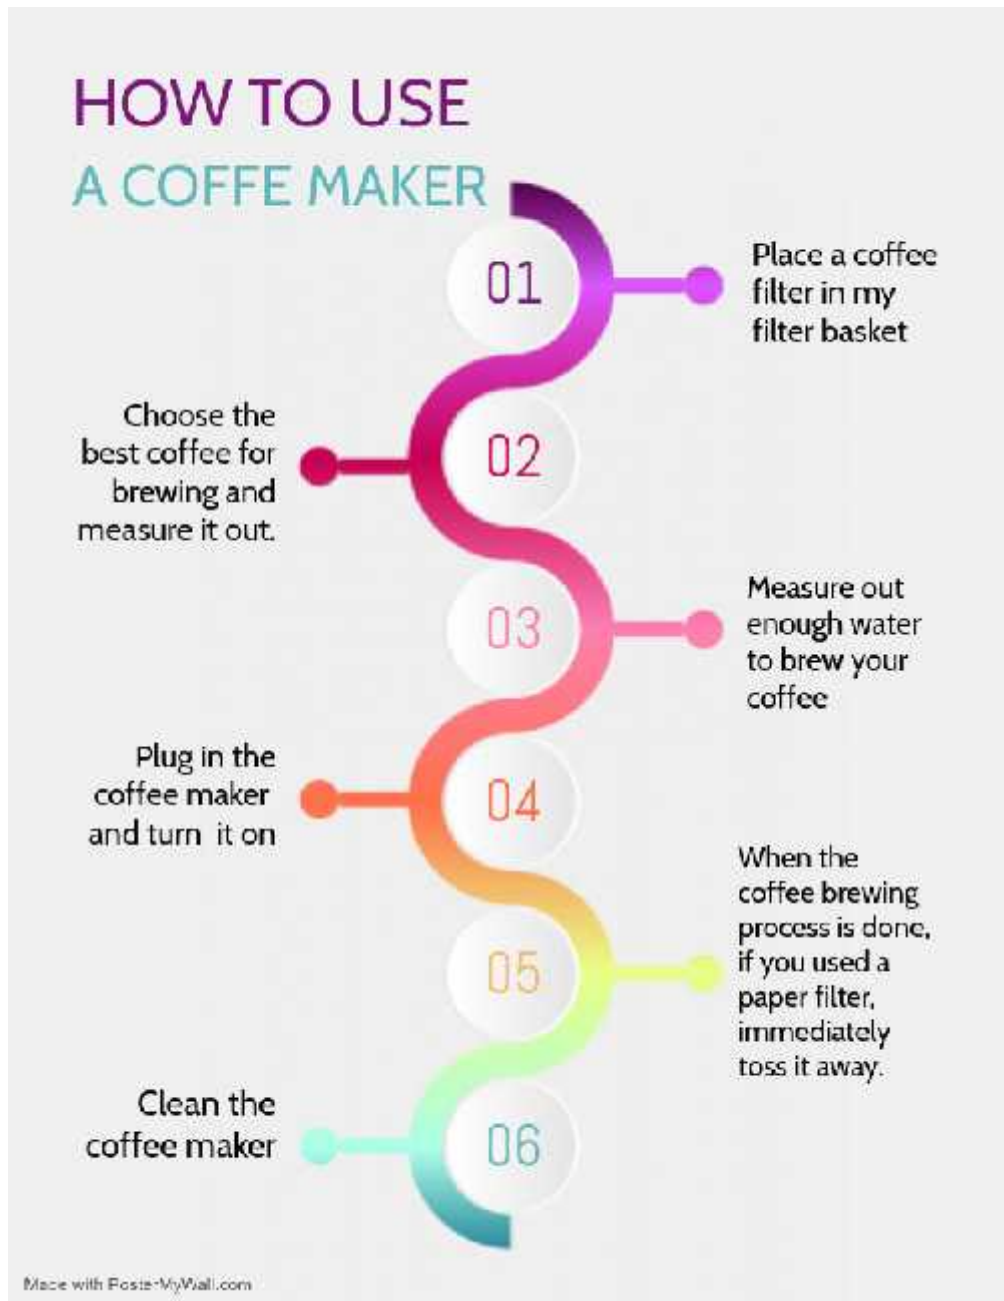 HOW TO USE
A COFFE MAKER
01
Place a coffee
filter in my
filter basket
Choose the
best coffee for
brewing and
measure it out.
02
03
Measure out
enough water
to brew your
coffee
Plug in the
coffee maker
and turn it on
04
05
When the
coffee brewing
process is done,
if you used a
paper filter,
immediately
toss it away.
Clean the
coffee maker
06
Made with PosterMyWall.com